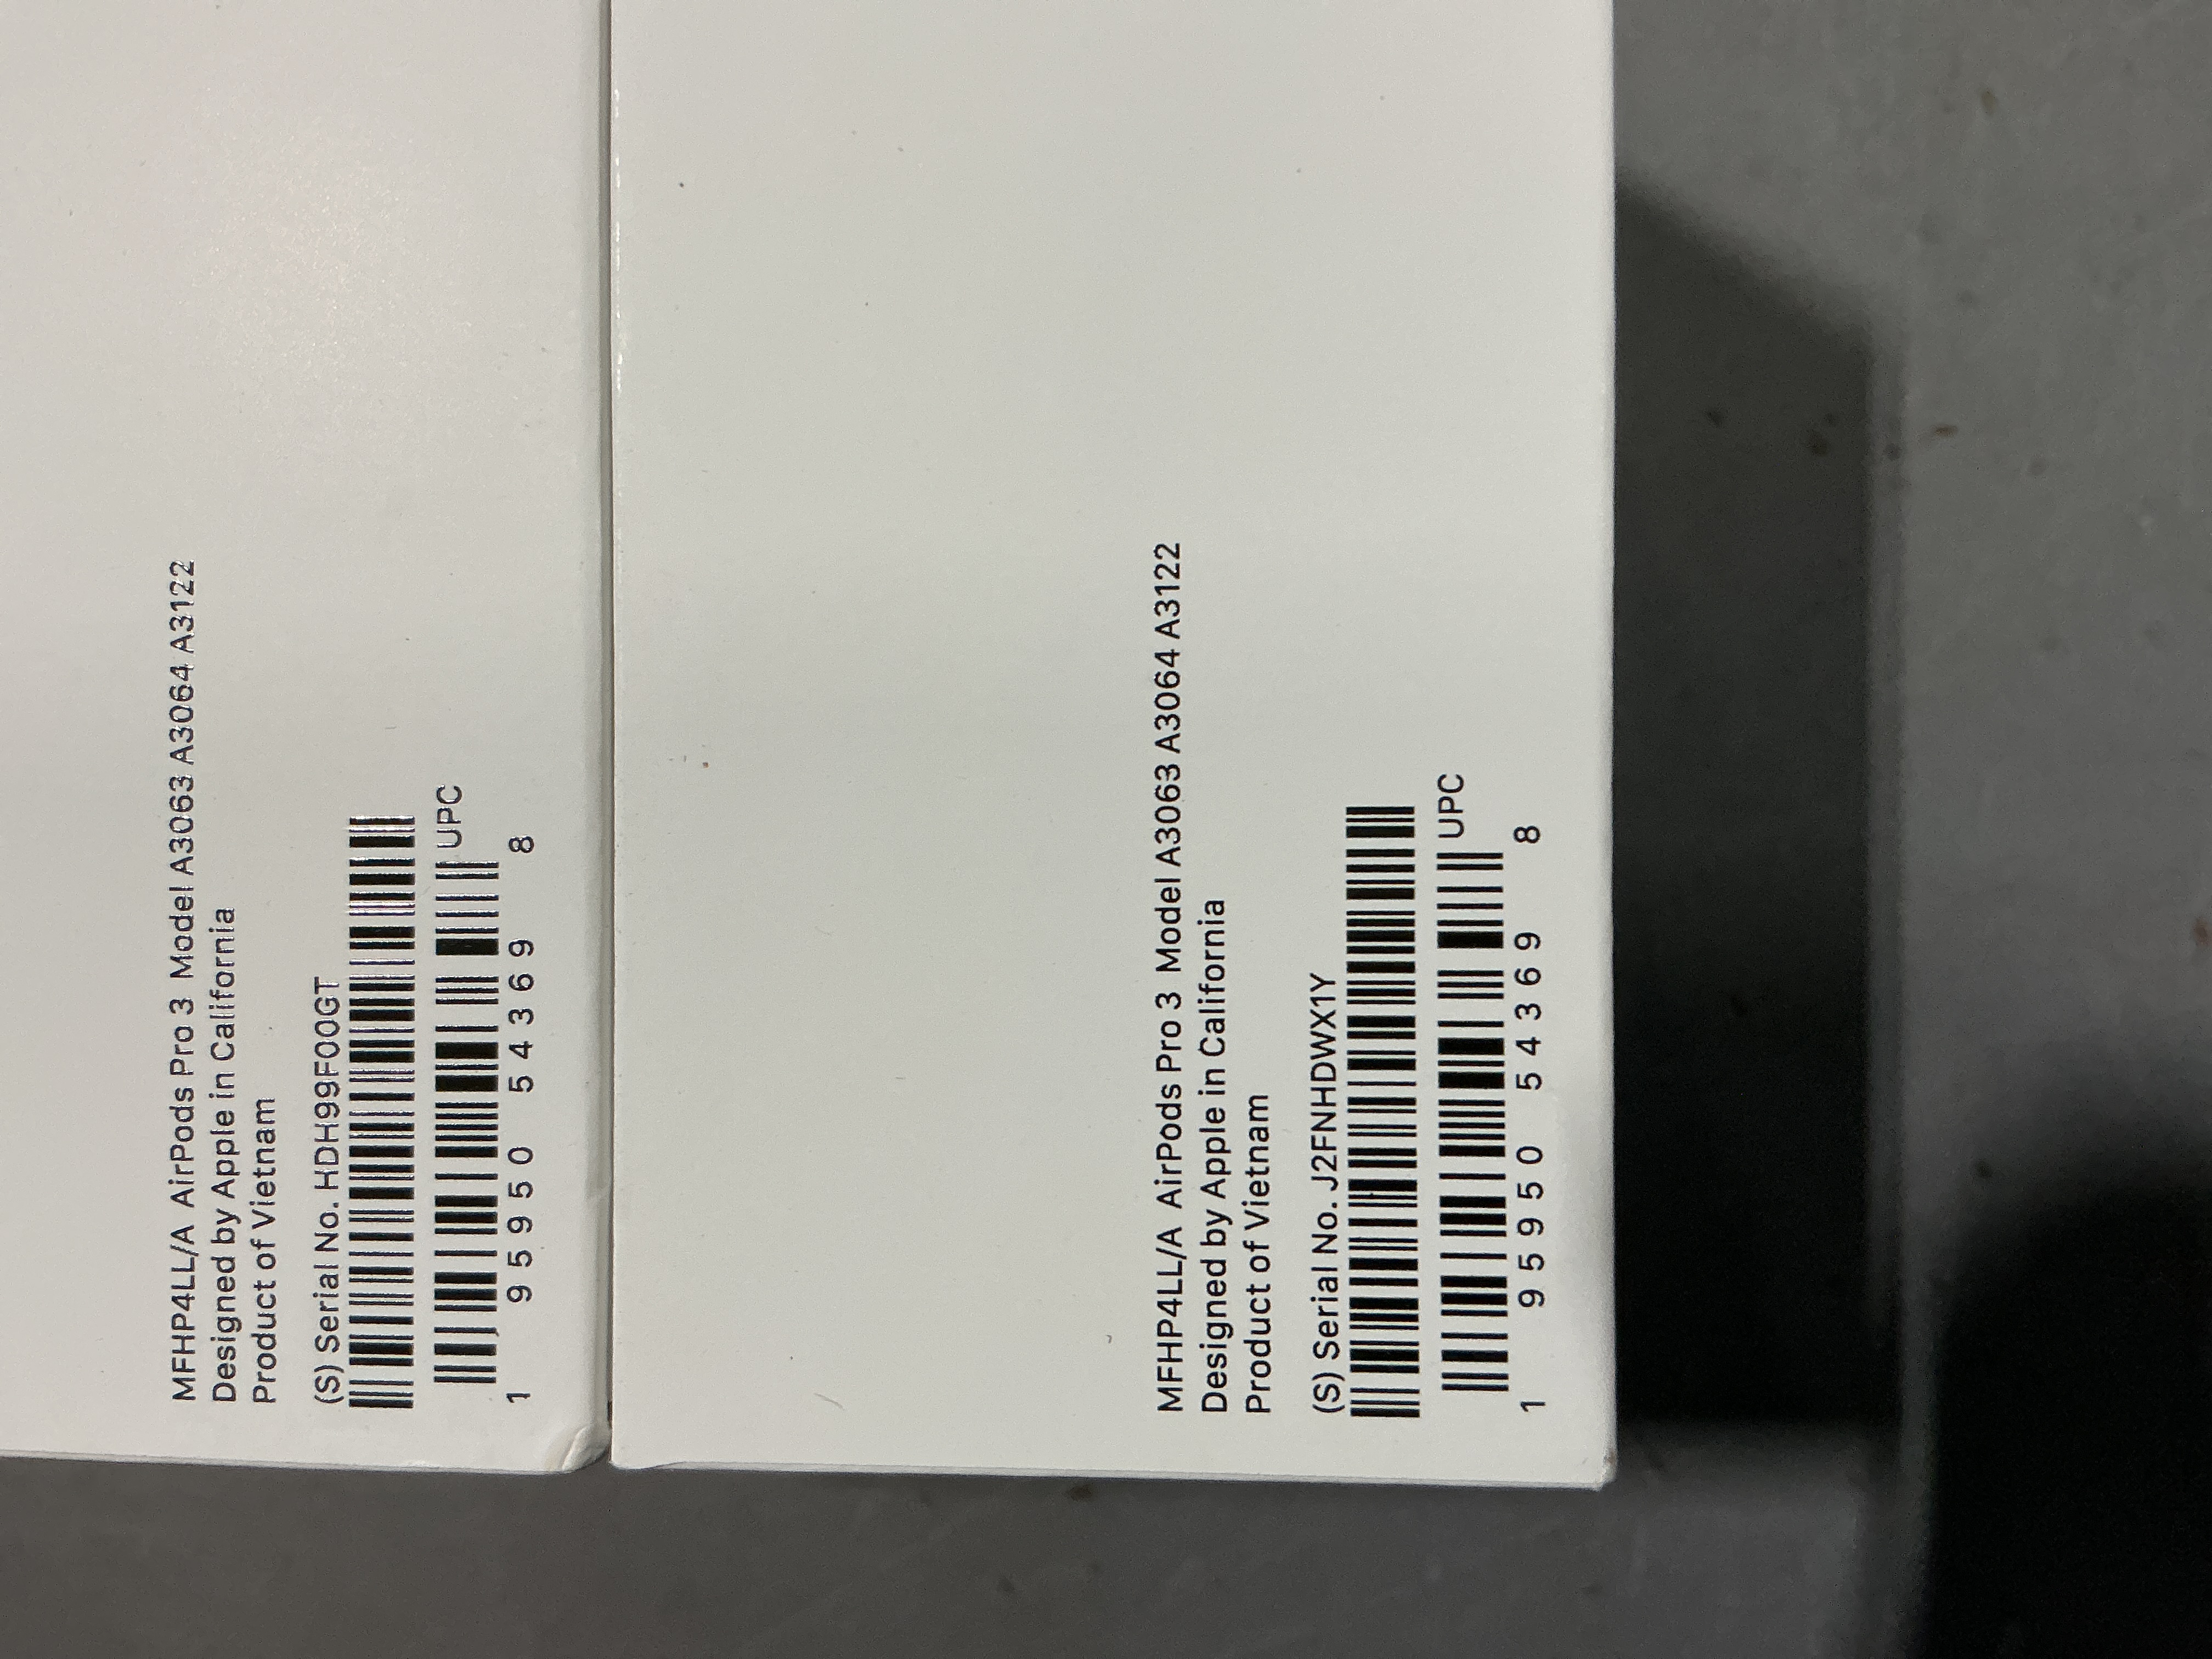 MFHP4LL/A AirPods Pro 3 Model A3063 A3064 A3122
Designed by Apple in California
Product of Vietnam
(S) Serial No. HDH99F00GT
UPC
1 95950 54369 8
MFHP4LL/A AirPods Pro 3 Model A3063 A3064 A3122
Designed by Apple in California
Product of Vietnam
(S) Serial No. J2FNHDWX1Y
UPC
1 95950 54369 8